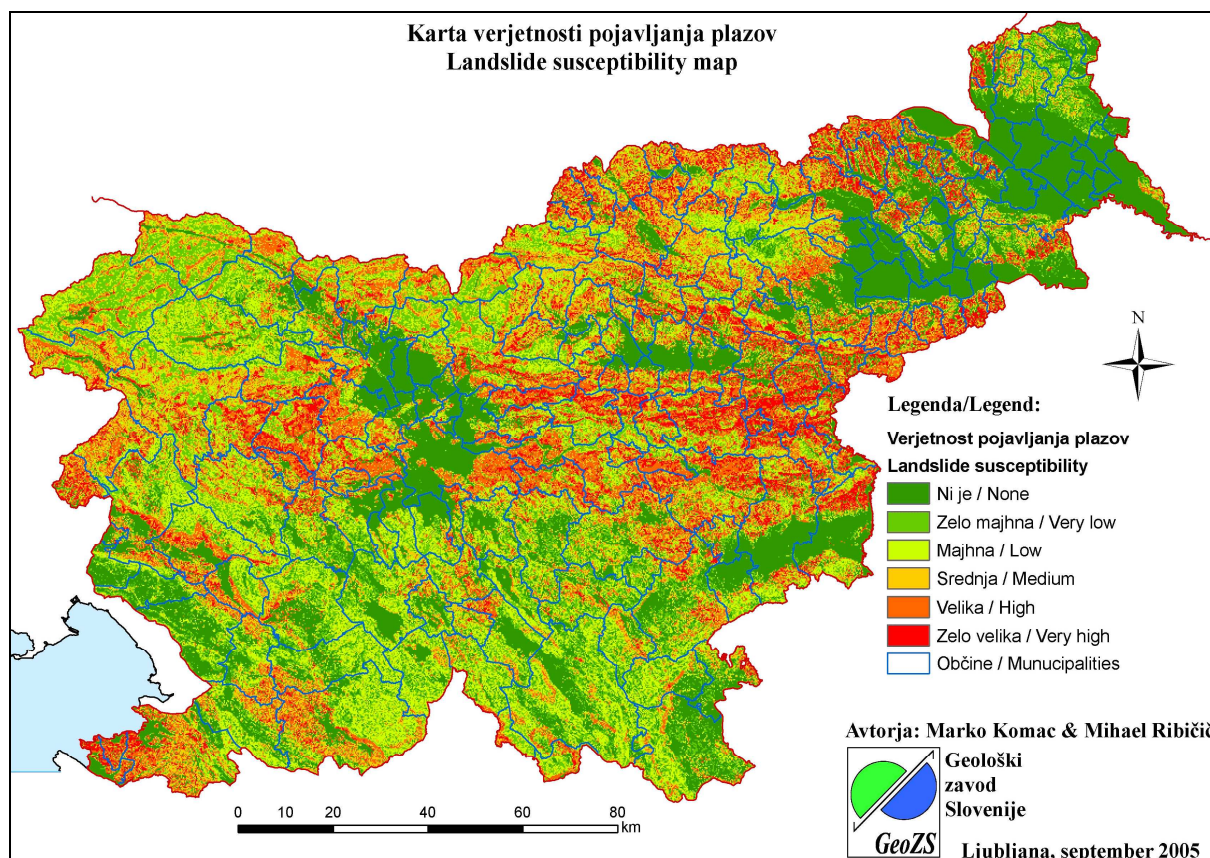 Karta verjetnosti pojavljanja plazov
Landslide susceptibility map
N
Legenda/Legend:
Verjetnost pojavljanja plazov
Landslide susceptibility
Ni je / None
Zelo majhna / Very low
Majhna / Low
Srednja / Medium
Velika / High
Zelo velika / Very high
Občine / Munucipalities
Avtorja: Marko Komac & Mihael Ribičič
Geološki
zavod
Slovenije
GeoZS
Ljubljana, september 2005
0 10 20 40 60 80
km